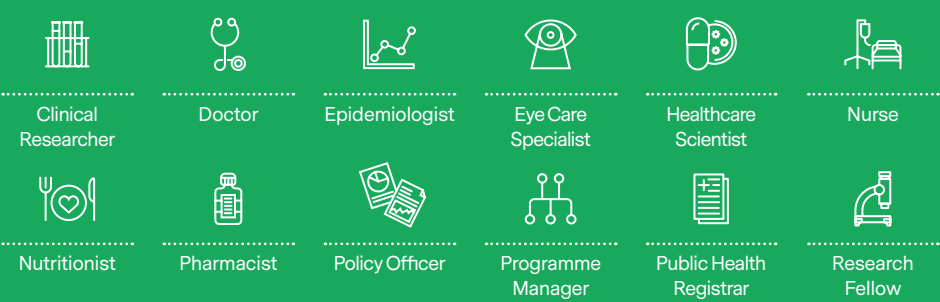 Clinical
Researcher
Doctor
Epidemiologist
Eye Care
Specialist
Healthcare
Scientist
Nurse
Nutritionist
Pharmacist
Policy Officer
Programme
Manager
Public Health
Registrar
Research
Fellow